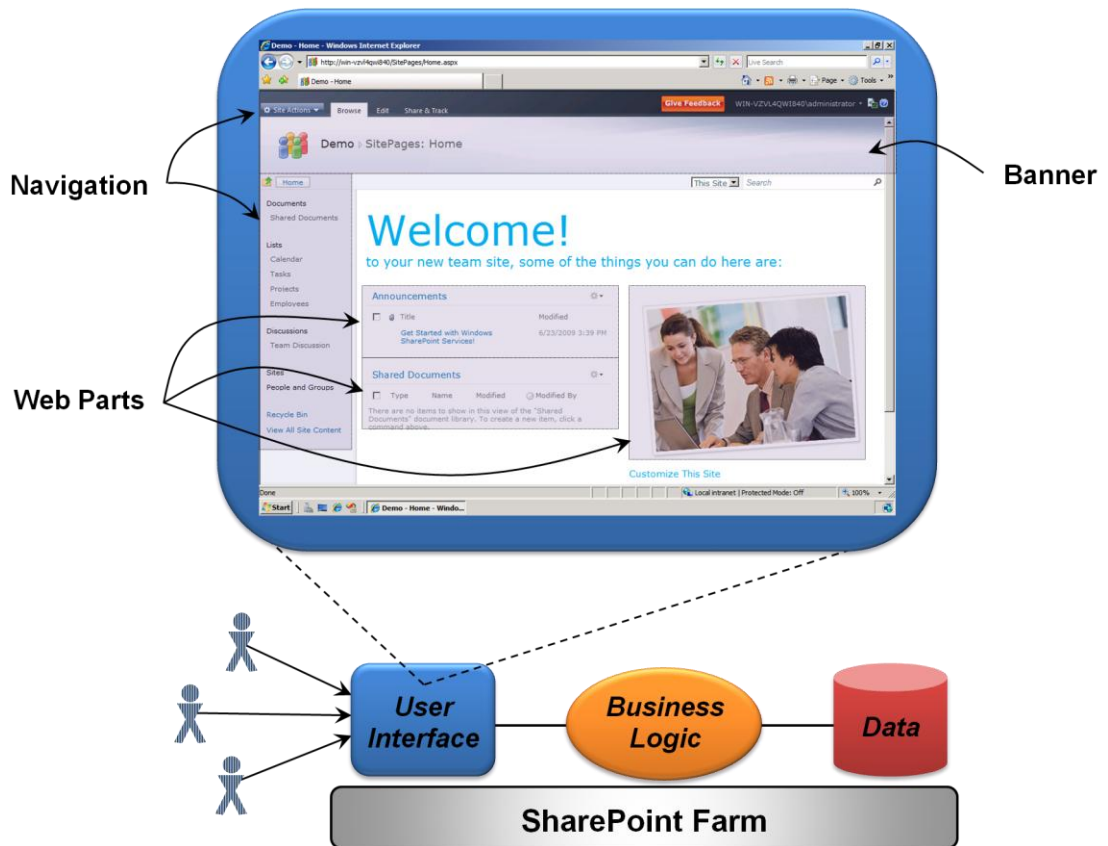 Demo - Home - Windows Internet Explorer
http://win-vzvl4qwi840/SitePages/Home.aspx
Live Search
Demo - Home
Page
Tools
Site Actions
Browse
Edit
Share & Track
Give Feedback
WIN-VZVL4QWI840\administrator
Demo › SitePages: Home
Navigation
Banner
Home
This Site
Search
Documents
Shared Documents
Lists
Calendar
Tasks
Projects
Employees
Discussions
Team Discussion
Sites
People and Groups
Recycle Bin
View All Site Content
Welcome!
to your new team site, some of the things you can do here are:
Announcements
Title Modified
Get Started with Windows 6/23/2009 3:39 PM
SharePoint Services!
Web Parts
Shared Documents
Type Name Modified Modified By
There are no items to show in this view of the "Shared
Documents" document library. To create a new item, click a
command above.
Customize This Site
Done
Local intranet | Protected Mode: Off
100%
Start
Demo - Home - Windo...
User
Interface
Business
Logic
Data
SharePoint Farm